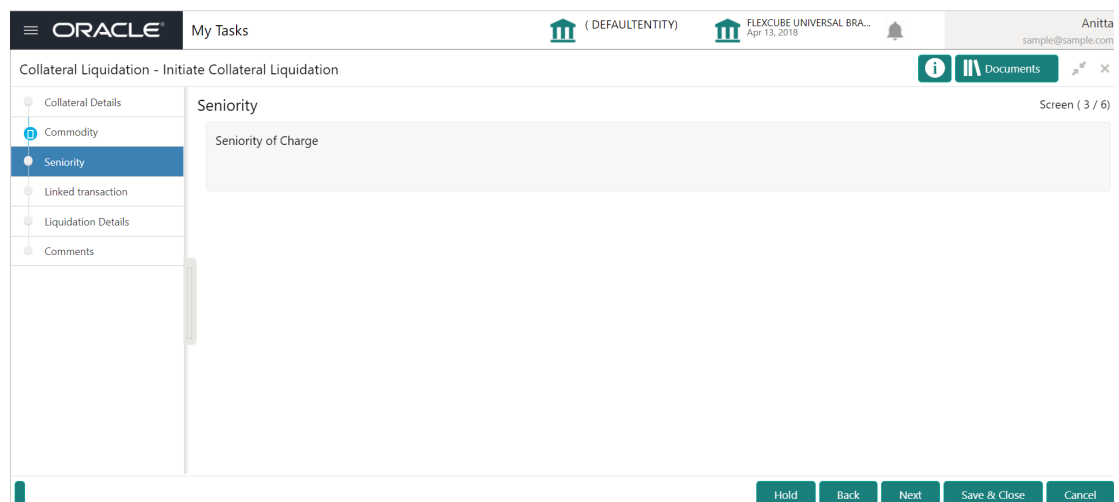 ORACLE®
My Tasks
( DEFAULTENTITY)
FLEXCUBE UNIVERSAL BRA...
Apr 13, 2018
Anitta
sample@sample.com
Collateral Liquidation - Initiate Collateral Liquidation
i
Documents
Collateral Details
Commodity
Seniority
Linked transaction
Liquidation Details
Comments
Seniority
Screen ( 3 / 6)
Seniority of Charge
Hold
Back
Next
Save & Close
Cancel